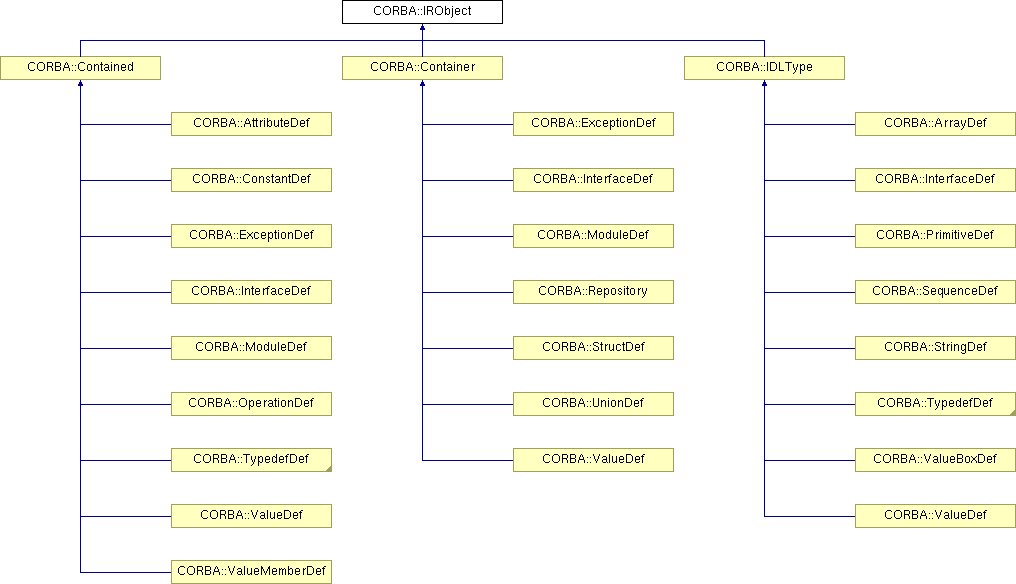 CORBA::IRObject
CORBA::Contained
CORBA::Container
CORBA::IDLType
CORBA::AttributeDef
CORBA::ExceptionDef
CORBA::ArrayDef
CORBA::ConstantDef
CORBA::InterfaceDef
CORBA::InterfaceDef
CORBA::ExceptionDef
CORBA::ModuleDef
CORBA::PrimitiveDef
CORBA::InterfaceDef
CORBA::Repository
CORBA::SequenceDef
CORBA::ModuleDef
CORBA::StructDef
CORBA::StringDef
CORBA::OperationDef
CORBA::UnionDef
CORBA::TypedefDef
CORBA::TypedefDef
CORBA::ValueDef
CORBA::ValueBoxDef
CORBA::ValueDef
CORBA::ValueDef
CORBA::ValueMemberDef